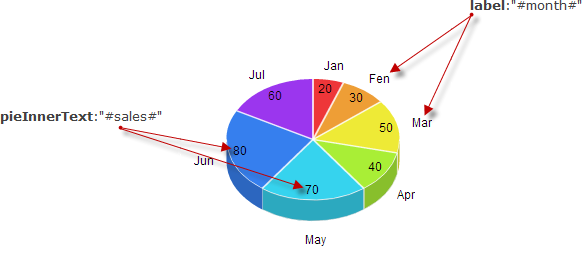 label:"#month#"
Jan
Jul
Fen
20
60
30
pieInnerText:"#sales#"
Mar
50
80
Jun
40
70
Apr
May